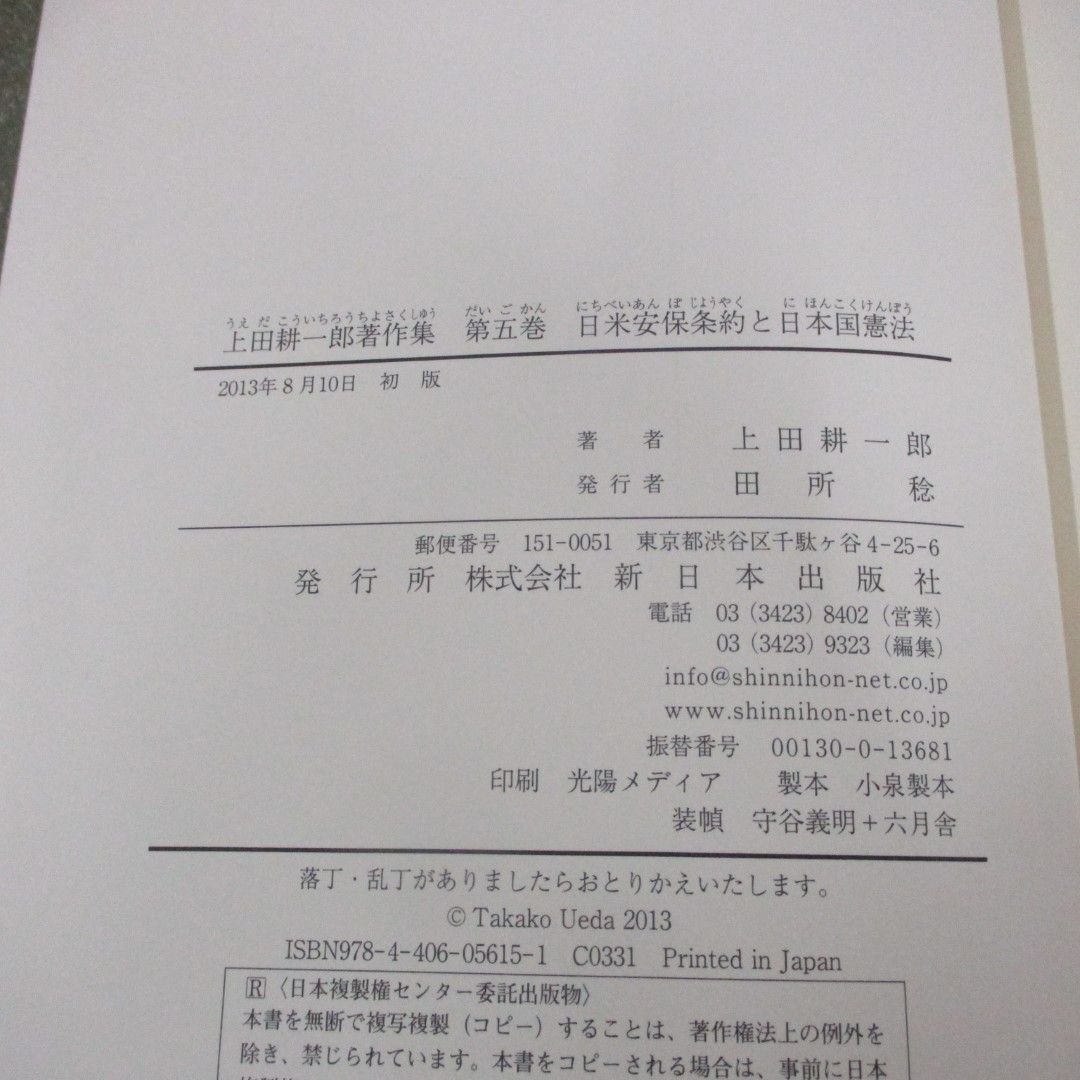 うえ だ こういちろうちよさくしゆう だい ご かん にちべいあん ぽ じようやく に ほんこくけんぽう
上田耕一郎著作集 第五巻 日米安保条約と日本国憲法
2013年8月10日 初 版
著 者 上田耕一郎
発行者 田所 稔
郵便番号 151-0051 東京都渋谷区千駄ヶ谷4-25-6
発行所 株式会社 新日本出版社
電話 03（3423）8402（営業）
03（3423）9323（編集）
info@shinnihon-net.co.jp
www.shinnihon-net.co.jp
振替番号 00130-0-13681
印刷 光陽メディア 製本 小泉製本
装幀 守谷義明＋六月舎
落丁・乱丁がありましたらおとりかえいたします。
© Takako Ueda 2013
ISBN978-4-406-05615-1 C0331 Printed in Japan
R〈日本複製権センター委託出版物〉
本書を無断で複写複製（コピー）することは、著作権法上の例外を
除き、禁じられています。本書をコピーされる場合は、事前に日本